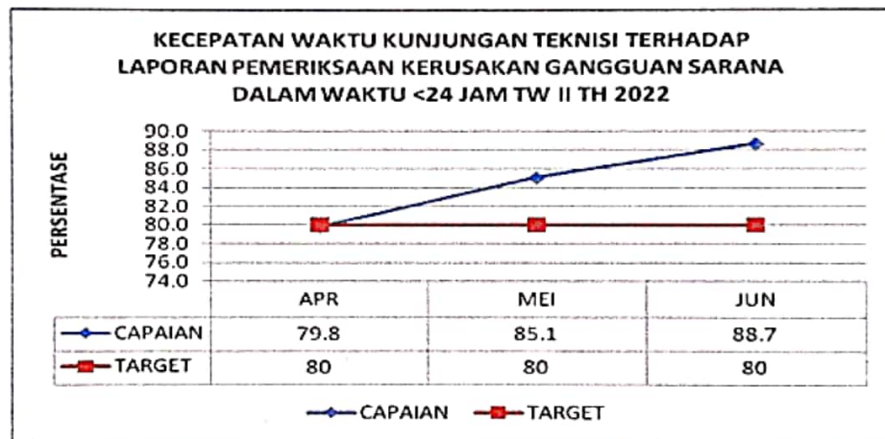 KECEPATAN WAKTU KUNJUNGAN TEKNISI TERHADAP
LAPORAN PEMERIKSAAN KERUSAKAN GANGGUAN SARANA
DALAM WAKTU <24 JAM TW II TH 2022
PERSENTASE
90.0
88.0
86.0
84.0
82.0
80.0
78.0
76.0
74.0
APR MEI JUN
CAPAIAN 79.8 85.1 88.7
TARGET 80 80 80
CAPAIAN TARGET